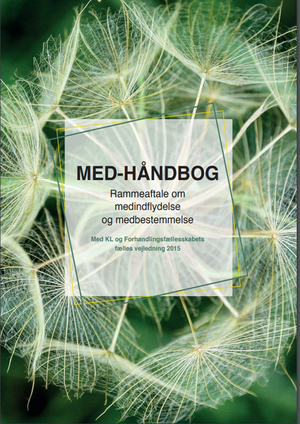 MED-HÅNDBOG
Rammeaftale om
medindflydelse
og medbestemmelse
Med KL og Forhandlingsfællesskabets
fælles vejledning 2015